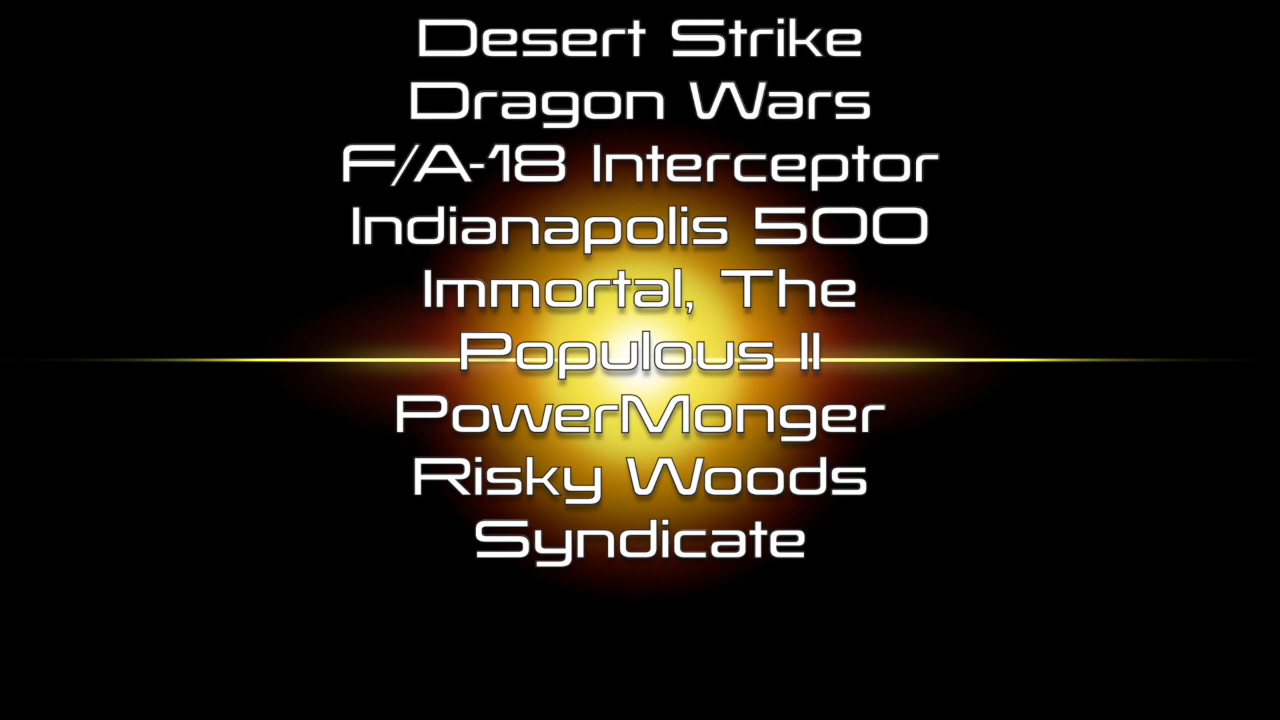 Desert Strike
Dragon Wars
F/A-18 Interceptor
Indianapolis 500
Immortal, The
Populous II
PowerMonger
Risky Woods
Syndicate